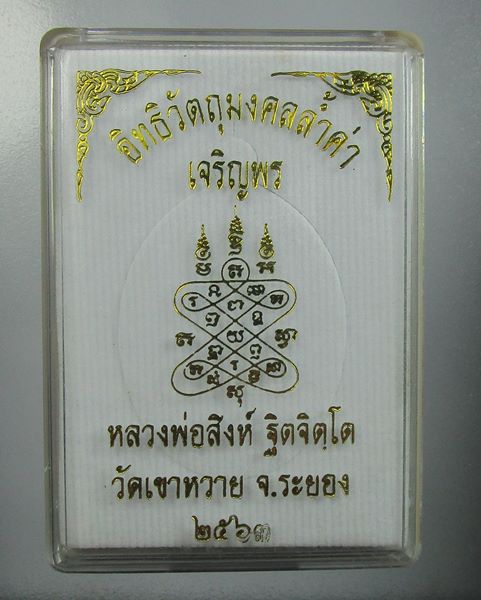 อิทธิวัตถุมงคลล้ำค่า
เจริญพร
หลวงพ่อสิงห์ ฐิตจิตฺโต
วัดเขาหวาย จ.ระยอง
๒๕๖๓